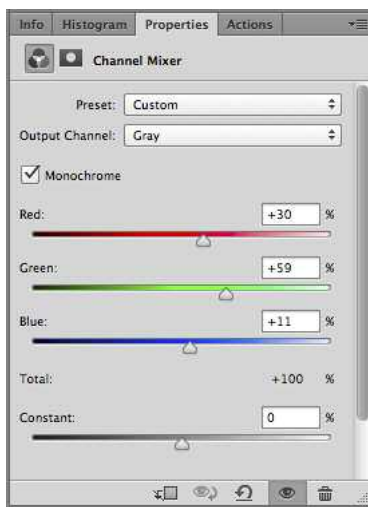 Info Histogram Properties Actions
Channel Mixer
Preset: Custom
Output Channel: Gray
Monochrome
Red: +30 %
Green: +59 %
Blue: +11 %
Total: +100 %
Constant: 0 %